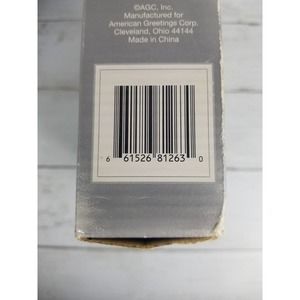 ©AGC, Inc.
Manufactured for
American Greetings Corp.
Cleveland, Ohio 44144
Made in China
6 61526 81263 0